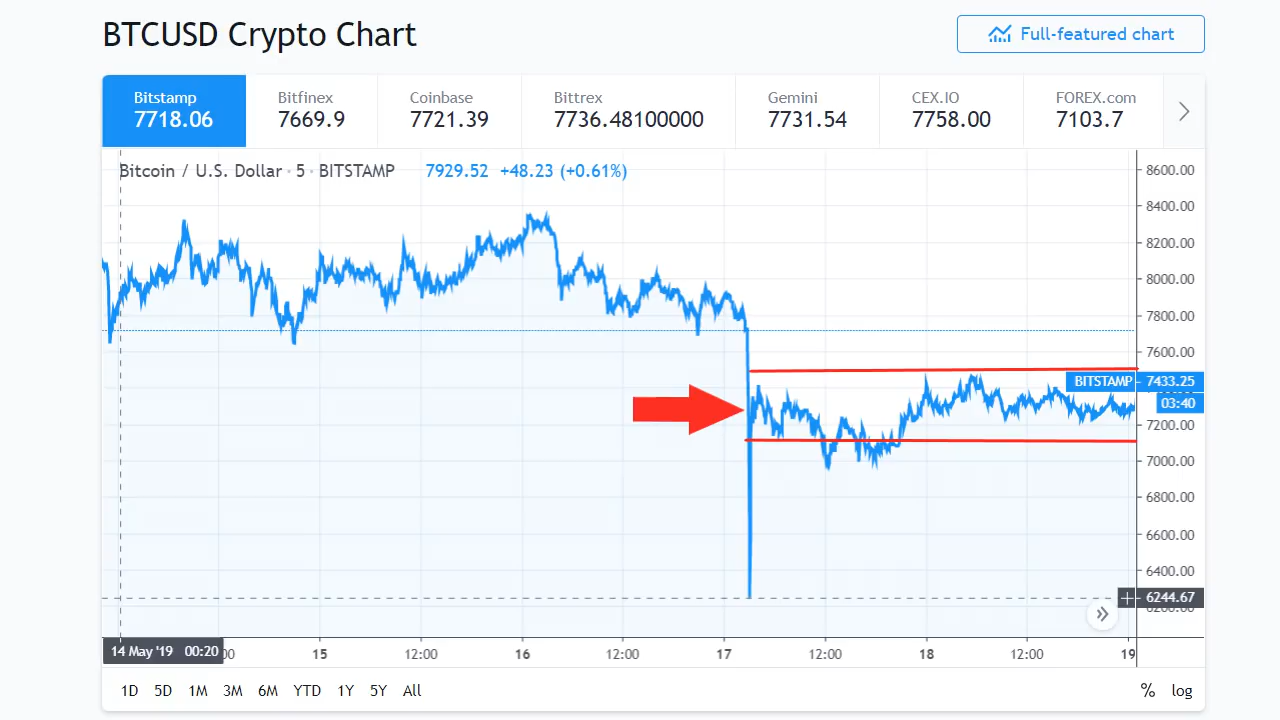 BTCUSD Crypto Chart
Full-featured chart
Bitstamp Bitfinex Coinbase Bittrex Gemini CEX.IO FOREX.com
7718.06 7669.9 7721.39 7736.48100000 7731.54 7758.00 7103.7
Bitcoin / U.S. Dollar · 5 · BITSTAMP 7929.52 +48.23 (+0.61%)
8600.00
8400.00
8200.00
8000.00
7800.00
7600.00
BITSTAMP 7433.25
03:40
7200.00
7000.00
6800.00
6600.00
6400.00
6244.67
6200.00
14 May '19 00:20 15 12:00 16 12:00 17 12:00 18 12:00 19
1D 5D 1M 3M 6M YTD 1Y 5Y All % log